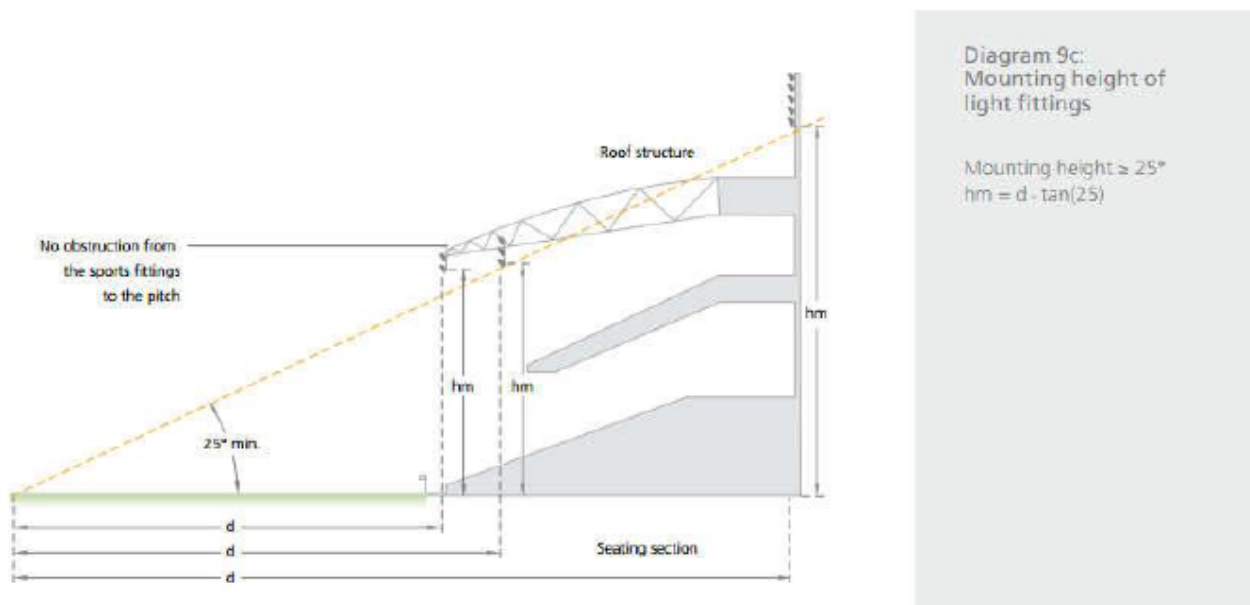 Diagram 9c:
Mounting height of
light fittings
Mounting height ≥ 25°
hm = d - tan(25)
Roof structure
No obstruction from
the sports fittings
to the pitch
hm
hm
hm
25° min.
d
d
Seating section
d